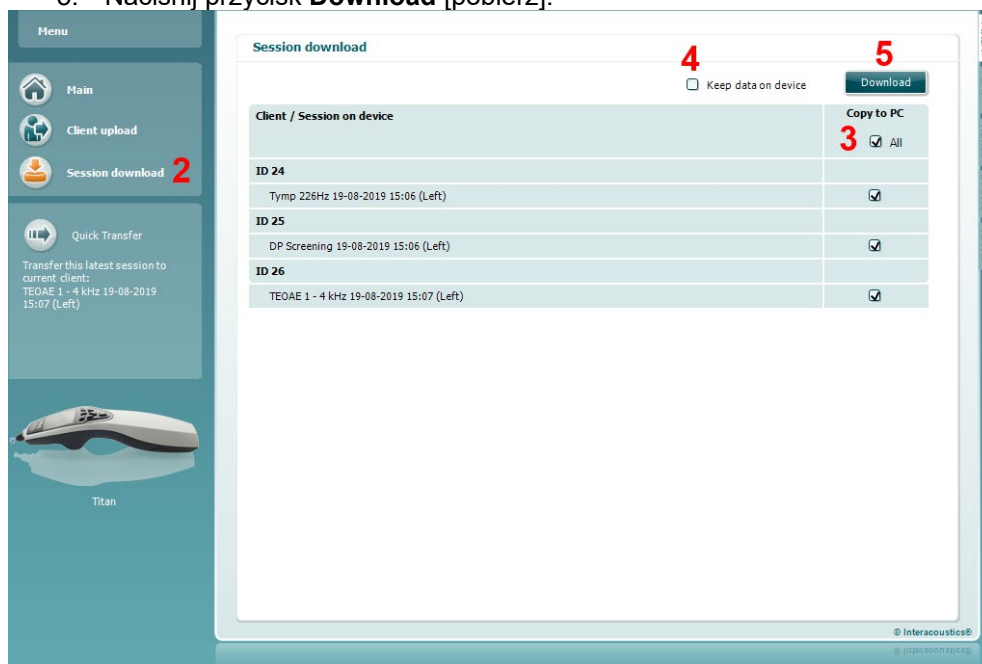 5. Naciśnij przycisk Download [pobierz].
Menu
Main
Client upload
Session download 2
Quick Transfer
Transfer this latest session to
current client:
TEOAE 1 - 4 kHz 19-08-2019
15:07 (Left)
Titan
Session download
4
5
Keep data on device
Download
Client / Session on device
Copy to PC
3 All
ID 24
Tymp 226Hz 19-08-2019 15:06 (Left)
ID 25
DP Screening 19-08-2019 15:06 (Left)
ID 26
TEOAE 1 - 4 kHz 19-08-2019 15:07 (Left)
© Interacoustics®